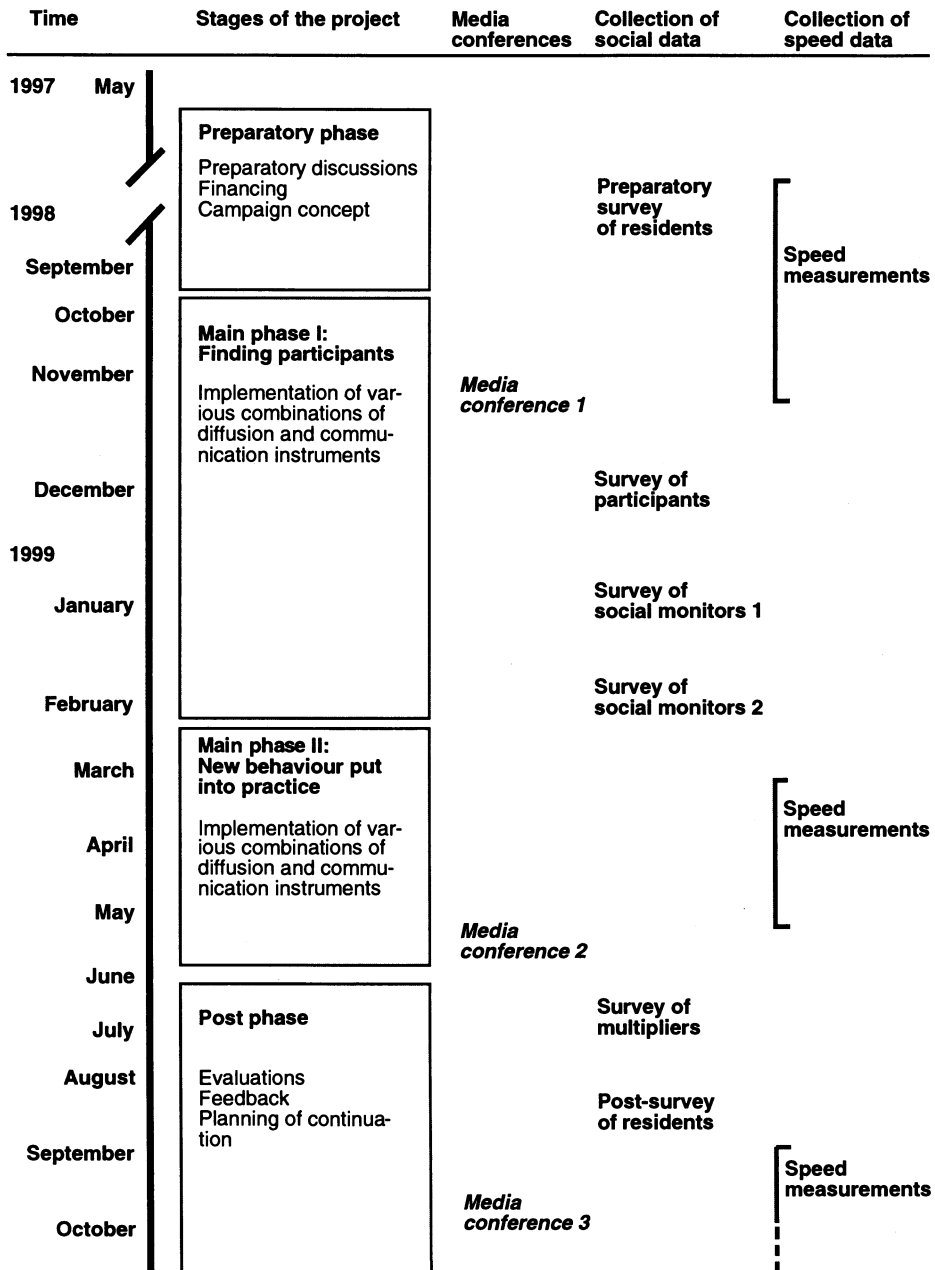 Time
Stages of the project
Media
conferences
Collection of
social data
Collection of
speed data
1997 May
Preparatory phase
Preparatory discussions
Financing
Campaign concept
Preparatory
survey
of residents
1998
Speed
measurements
September
October
Main phase I:
Finding participants
November
Implementation of var-
ious combinations of
diffusion and commu-
nication instruments
Media
conference 1
December
Survey of
participants
1999
January
Survey of
social monitors 1
February
Survey of
social monitors 2
Main phase II:
New behaviour put
into practice
March
Speed
measurements
Implementation of var-
ious combinations of
diffusion and commu-
nication instruments
April
May
Media
conference 2
June
Post phase
July
Survey of
multipliers
August
Evaluations
Feedback
Planning of continua-
tion
Post-survey
of residents
September
Speed
measurements
Media
conference 3
October